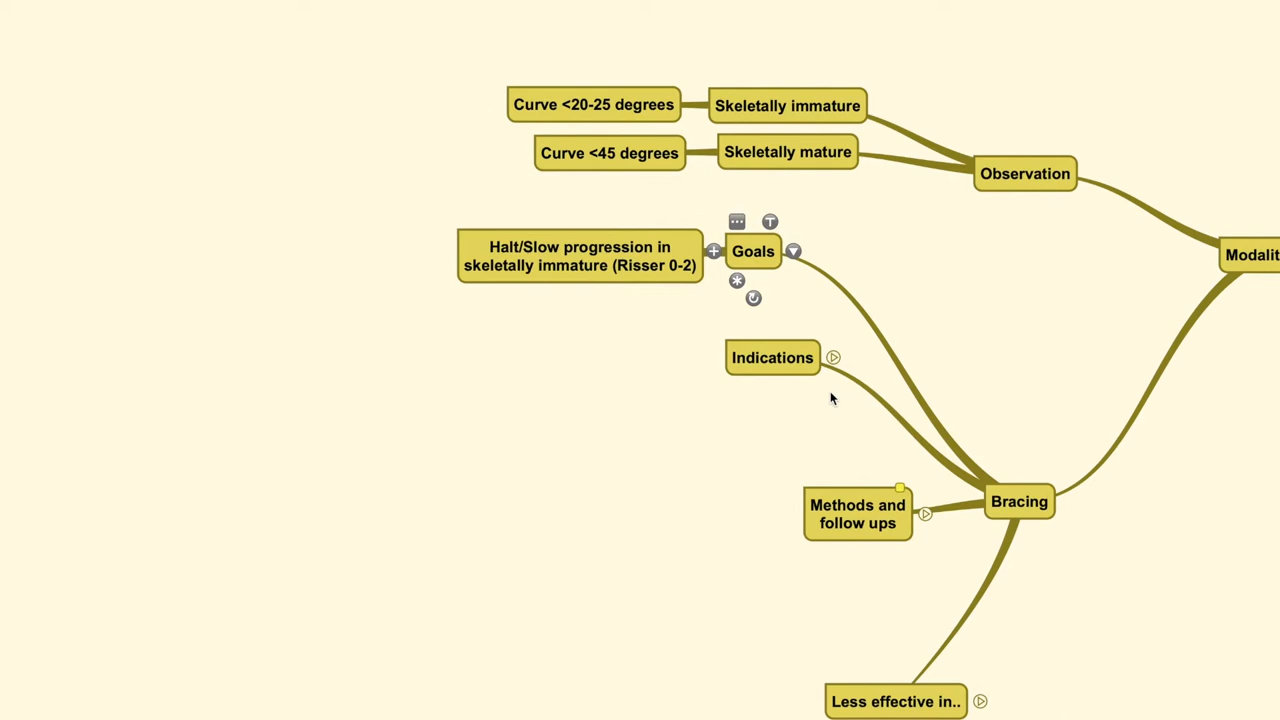 Curve <20-25 degrees
Skeletally immature
Curve <45 degrees
Skeletally mature
Observation
Halt/Slow progression in
skeletally immature (Risser 0-2)
Goals
Modalit
Indications
Methods and
follow ups
Bracing
Less effective in..